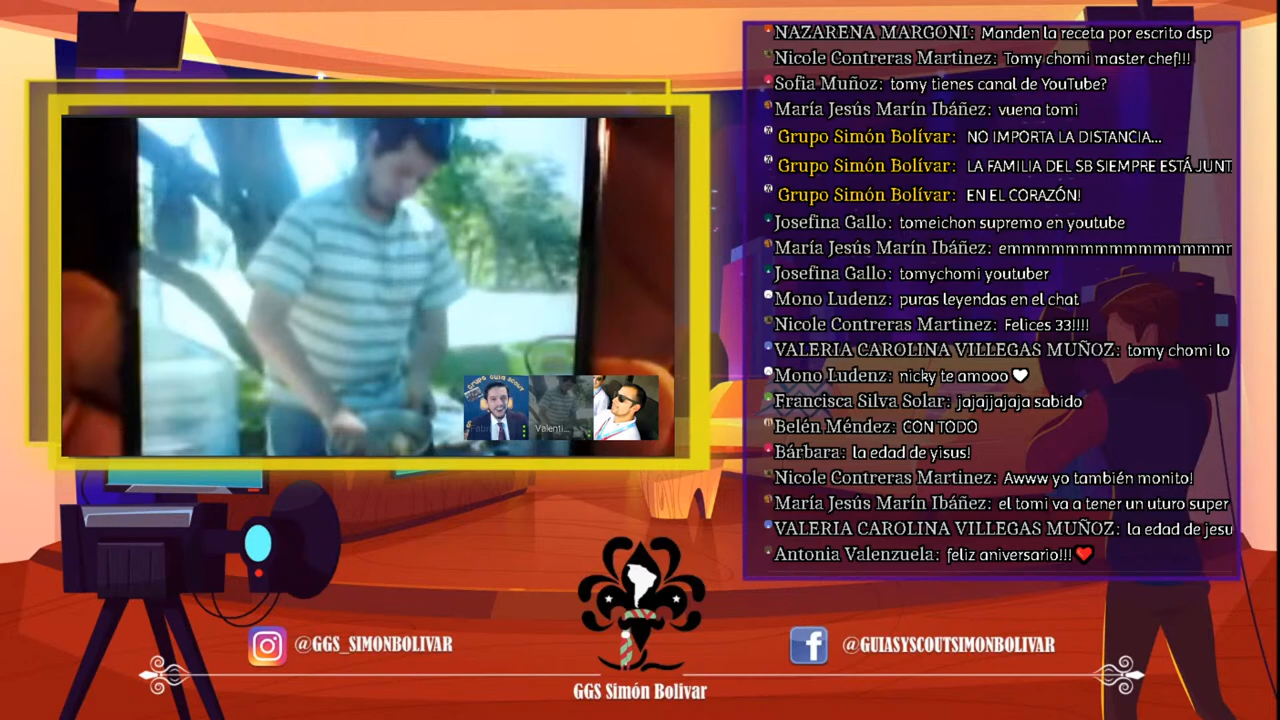 NAZARENA MARGONI: Manden la receta por escrito dsp
Nicole Contreras Martinez: Tomy chomi master chef!!!
Sofia Muñoz: tomy tienes canal de YouTube?
María Jesús Marín Ibáñez: vuena tomi
Grupo Simón Bolívar: NO IMPORTA LA DISTANCIA...
Grupo Simón Bolívar: LA FAMILIA DEL SB SIEMPRE ESTÁ JUNT
Grupo Simón Bolívar: EN EL CORAZÓN!
Josefina Gallo: tomeichon supremo en youtube
María Jesús Marín Ibáñez: emmmmmmmmmmmmmmmmmr
Josefina Gallo: tomychomi youtuber
Mono Ludenz: puras leyendas en el chat
Nicole Contreras Martinez: Felices 33!!!!
VALERIA CAROLINA VILLEGAS MUÑOZ: tomy chomi lo
Mono Ludenz: nicky te amooo 🤍
Francisca Silva Solar: jajajjajaja sabido
Belén Méndez: CON TODO
Bárbara: la edad de yisus!
Nicole Contreras Martinez: Awww yo también monito!
María Jesús Marín Ibáñez: el tomi va a tener un uturo super
VALERIA CAROLINA VILLEGAS MUÑOZ: la edad de jesu
Antonia Valenzuela: feliz aniversario!!!❤️
GRUPO GUIA SCOUT
Valenti...
@GGS_SIMONBOLIVAR
@GUIASYSCOUTSIMONBOLIVAR
GGS Simón Bolivar